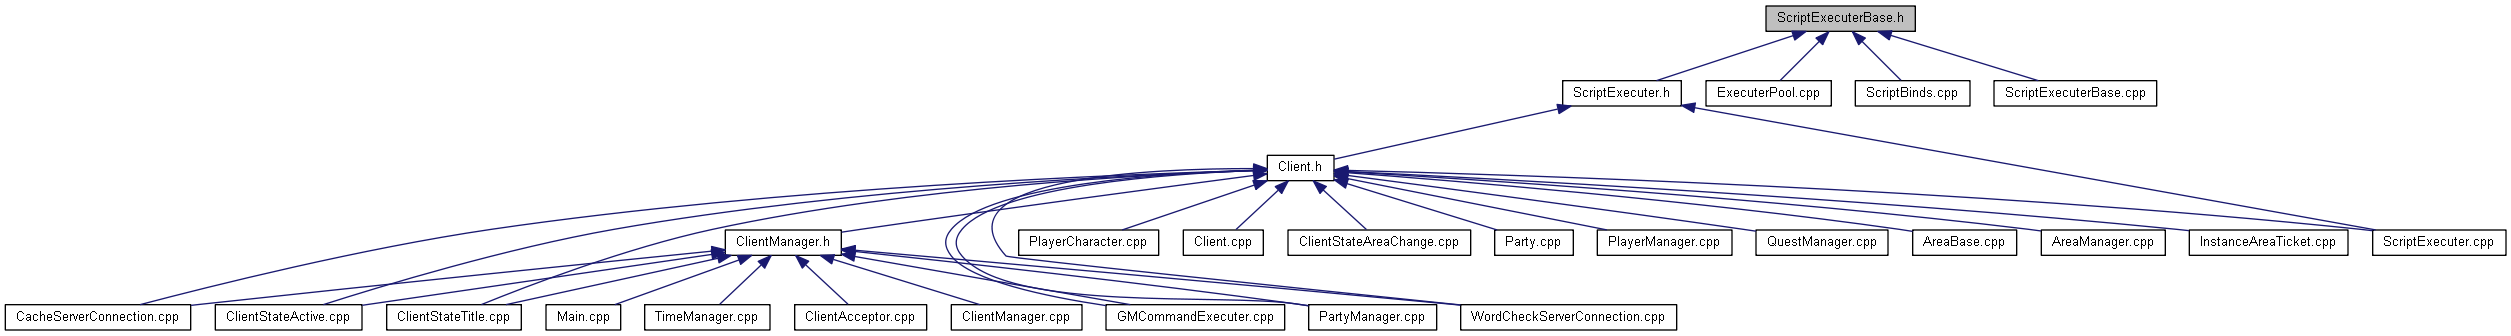 ScriptExecuterBase.h
ScriptExecuter.h
ExecuterPool.cpp
ScriptBinds.cpp
ScriptExecuterBase.cpp
Client.h
ClientManager.h
PlayerCharacter.cpp
Client.cpp
ClientStateAreaChange.cpp
Party.cpp
PlayerManager.cpp
QuestManager.cpp
AreaBase.cpp
AreaManager.cpp
InstanceAreaTicket.cpp
ScriptExecuter.cpp
CacheServerConnection.cpp
ClientStateActive.cpp
ClientStateTitle.cpp
Main.cpp
TimeManager.cpp
ClientAcceptor.cpp
ClientManager.cpp
GMCommandExecuter.cpp
PartyManager.cpp
WordCheckServerConnection.cpp